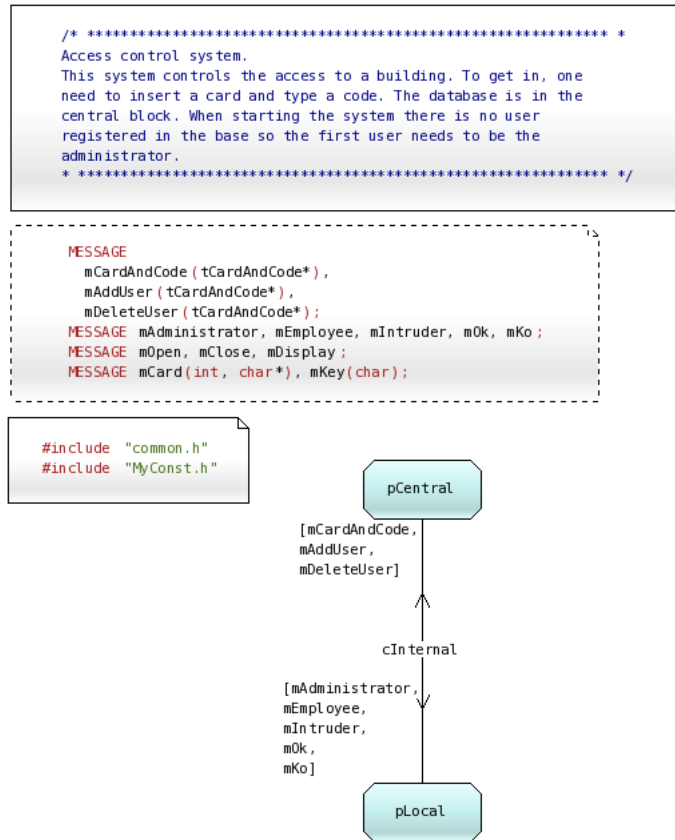 /* ************************************************************ *
Access control system.
This system controls the access to a building. To get in, one
need to insert a card and type a code. The database is in the
central block. When starting the system there is no user
registered in the base so the first user needs to be the
administrator.
* ************************************************************* */
MESSAGE
mCardAndCode(tCardAndCode*),
mAddUser(tCardAndCode*),
mDeleteUser(tCardAndCode*);
MESSAGE mAdministrator, mEmployee, mIntruder, mOk, mKo;
MESSAGE mOpen, mClose, mDisplay;
MESSAGE mCard(int, char*), mKey(char);
#include "common.h"
#include "MyConst.h"
pCentral
[mCardAndCode,
mAddUser,
mDeleteUser]
cInternal
[mAdministrator,
mEmployee,
mIntruder,
mOk,
mKo]
pLocal